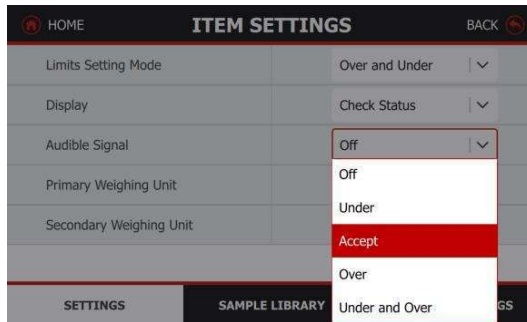 HOME ITEM SETTINGS BACK
Limits Setting Mode Over and Under
Display Check Status
Audible Signal Off
Off
Primary Weighing Unit
Under
Secondary Weighing Unit
Accept
Over
SETTINGS SAMPLE LIBRARY Under and Over GS